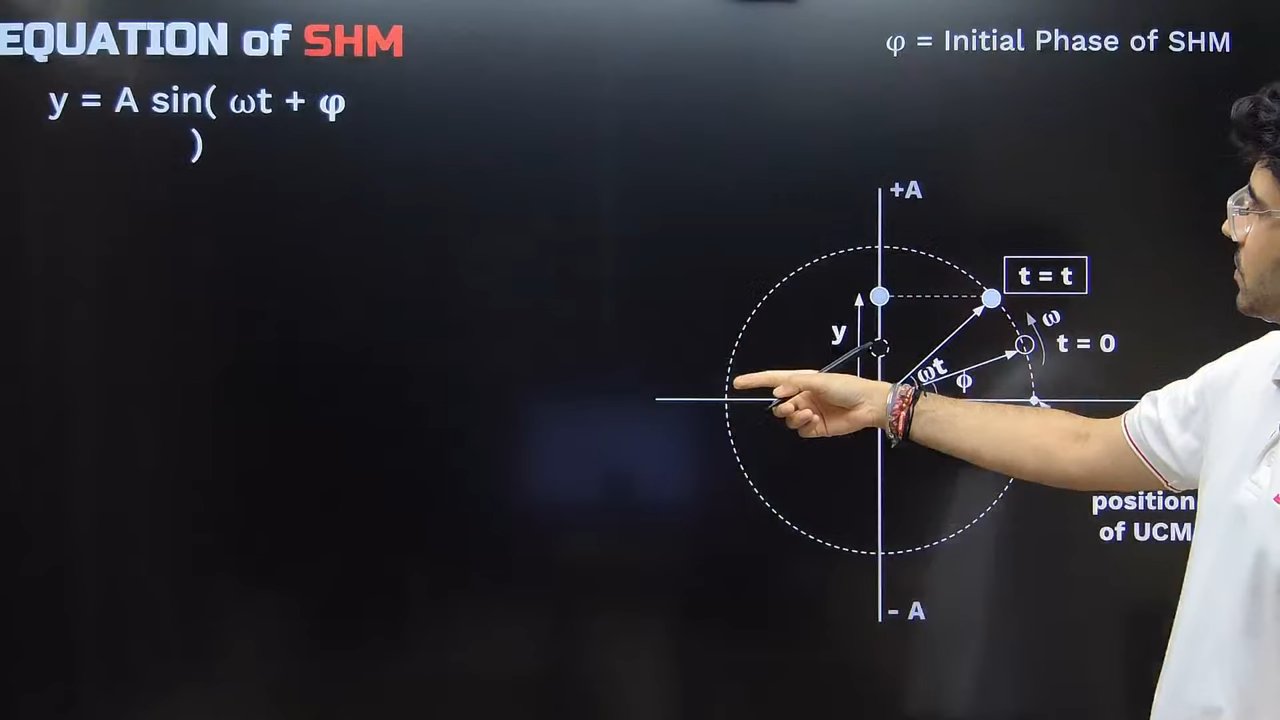 EQUATION of SHM
φ = Initial Phase of SHM
y = A sin( ωt + φ
)
+A
t = t
ω
y
t = 0
ωt
ϕ
position
of UCM
- A